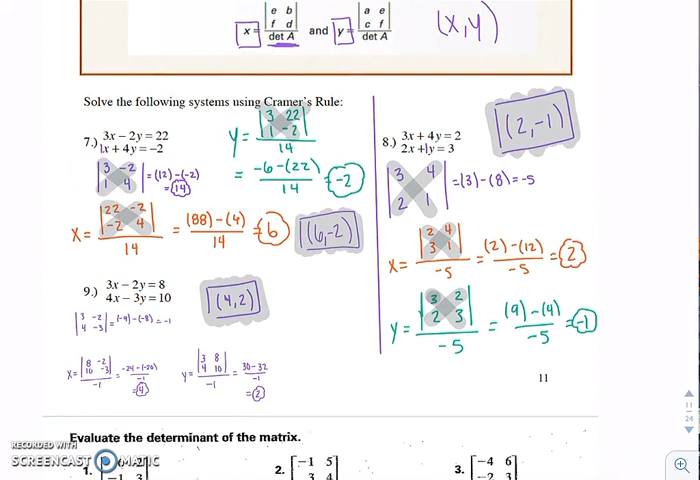 x = |e b| |f d| / det A and y = |a e| |c f| / det A
(x,y)
Solve the following systems using Cramer's Rule:
7.) 3x − 2y = 22
1x + 4y = −2
|3 −2| |1 4| = (12)−(−2)
= 14
y = |3 22| |1 −2| / 14
= −6−(22) / 14 = −2
x = |22 −2| |−2 4| / 14 = (88)−(4) / 14 = 6
(6,−2)
8.) 3x + 4y = 2
2x + 1y = 3
(2,−1)
|3 4| |2 1| = (3)−(8) = −5
x = |2 4| |3 1| / −5 = (2)−(12) / −5 = 2
y = |3 2| |2 3| / −5 = (9)−(4) / −5 = −1
9.) 3x − 2y = 8
4x − 3y = 10
(4,2)
|3 −2| |4 −3| = (−9)−(−8) = −1
x = |8 −2| |10 −3| / −1 = −24−(−20) / −1
= 4
y = |3 8| |4 10| / −1 = 30−32 / −1
= 2
11
11
24
Evaluate the determinant of the matrix.
1.
2. [−1 5] [3 4]
3. [−4 6] [−2 3]
RECORDED WITH
SCREENCAST MATIC